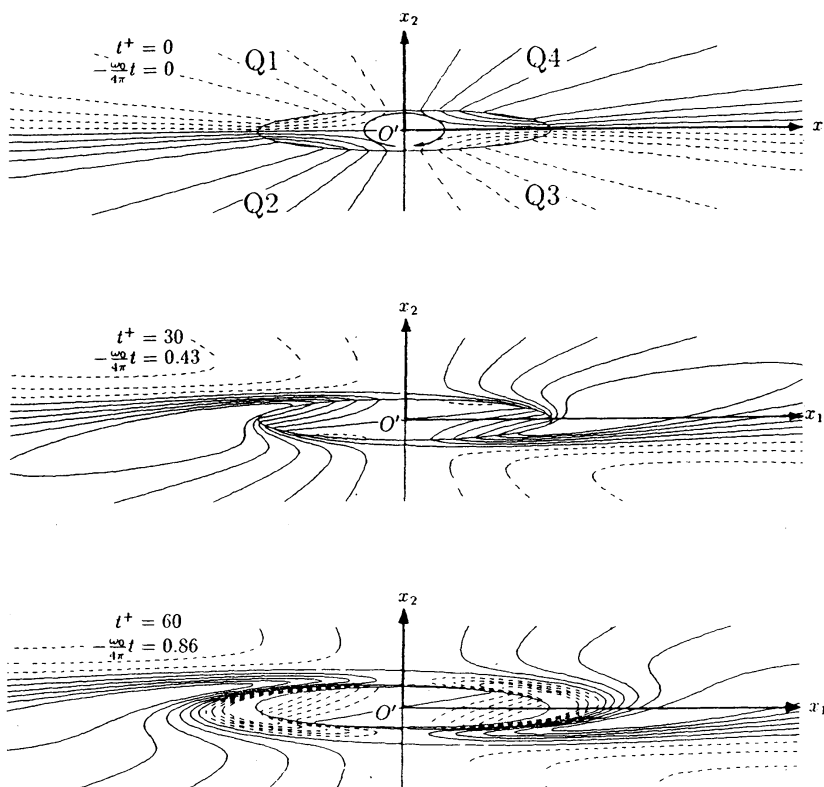 x₂
t⁺ = 0
−ω₀/4π t = 0
Q1
Q4
O′
x
Q2
Q3
x₂
t⁺ = 30
−ω₀/4π t = 0.43
O′
x₁
x₂
t⁺ = 60
−ω₀/4π t = 0.86
O′
x₁